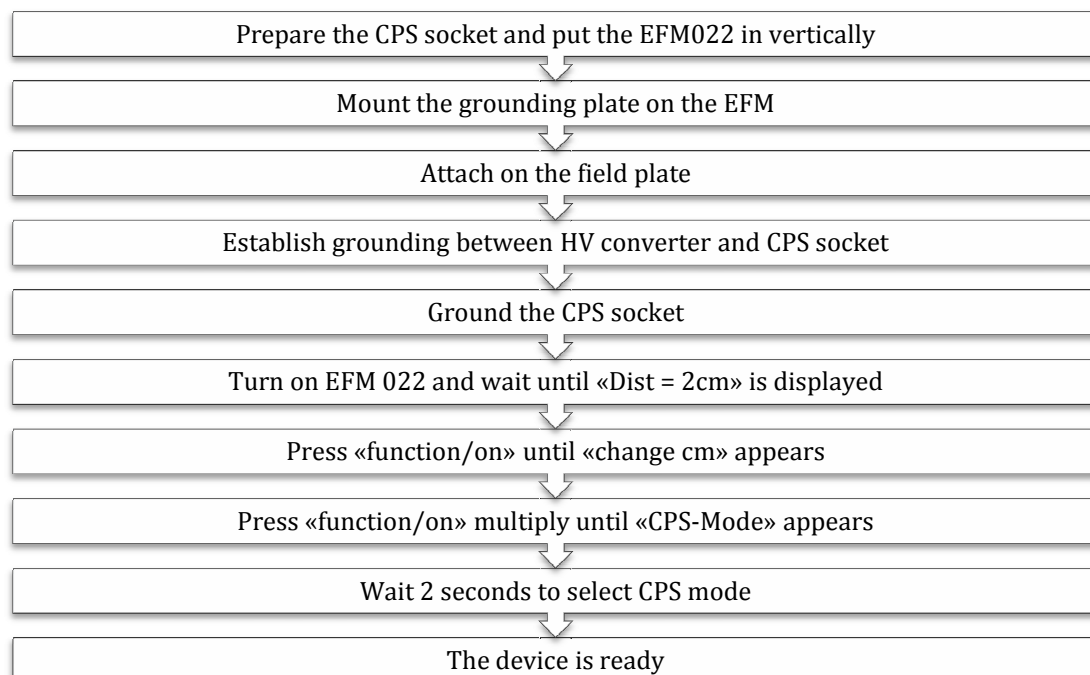 Prepare the CPS socket and put the EFM022 in vertically
Mount the grounding plate on the EFM
Attach on the field plate
Establish grounding between HV converter and CPS socket
Ground the CPS socket
Turn on EFM 022 and wait until «Dist = 2cm» is displayed
Press «function/on» until «change cm» appears
Press «function/on» multiply until «CPS-Mode» appears
Wait 2 seconds to select CPS mode
The device is ready